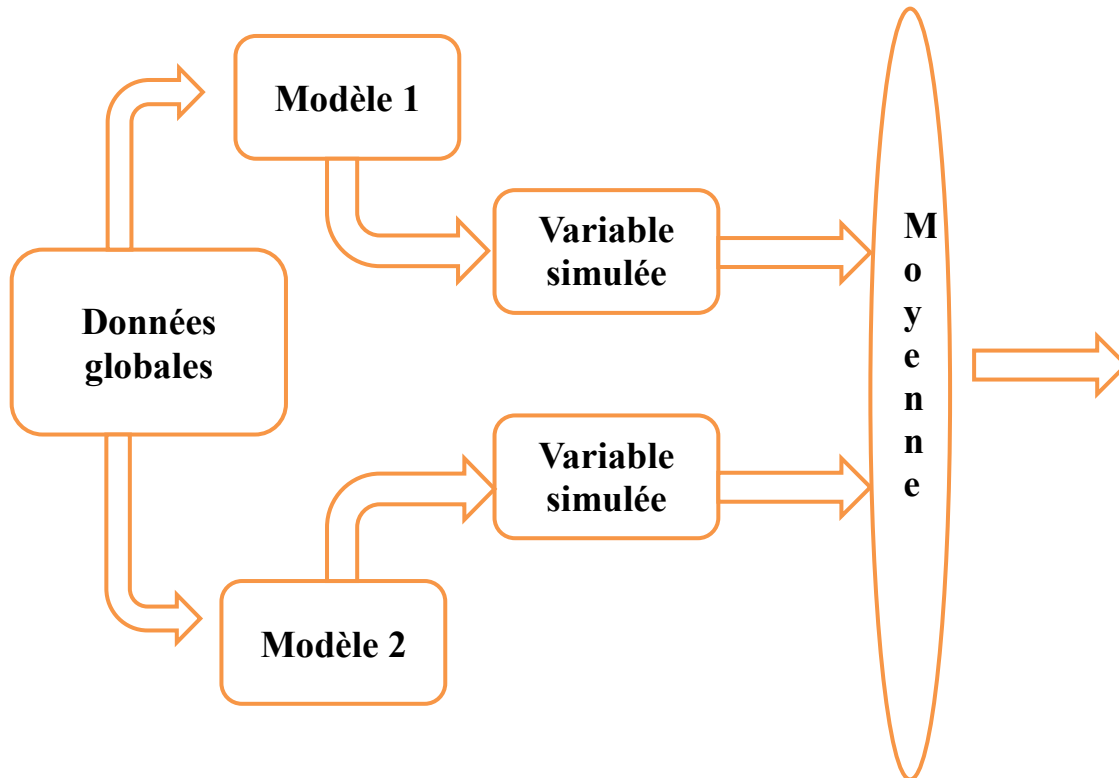 Modèle 1
Variable
simulée
Données
globales
Variable
simulée
Modèle 2
M
o
y
e
n
n
e